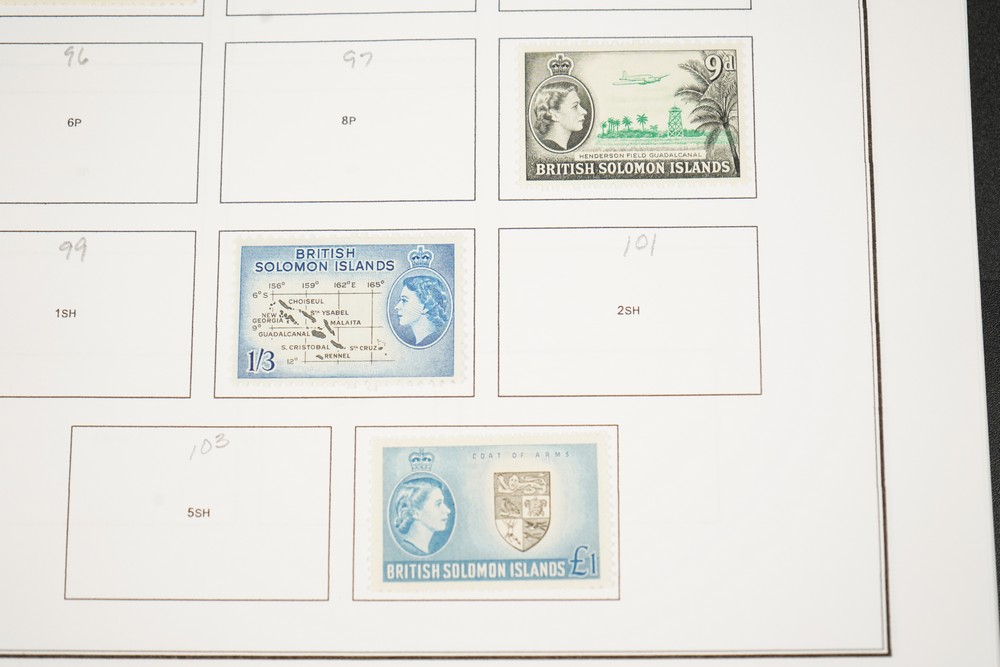 96
6P
97
8P
9d
HENDERSON FIELD GUADALCANAL
BRITISH SOLOMON ISLANDS
99
1SH
BRITISH
SOLOMON ISLANDS
156° 159° 162°E 165°
6°S
CHOISEUL
STA YSABEL
NEW
GEORGIA
MALAITA
9°
GUADALCANAL
S. CRISTOBAL STA CRUZ
RENNEL
12°
1/3
101
2SH
103
5SH
COAT OF ARMS
BRITISH SOLOMON ISLANDS £1